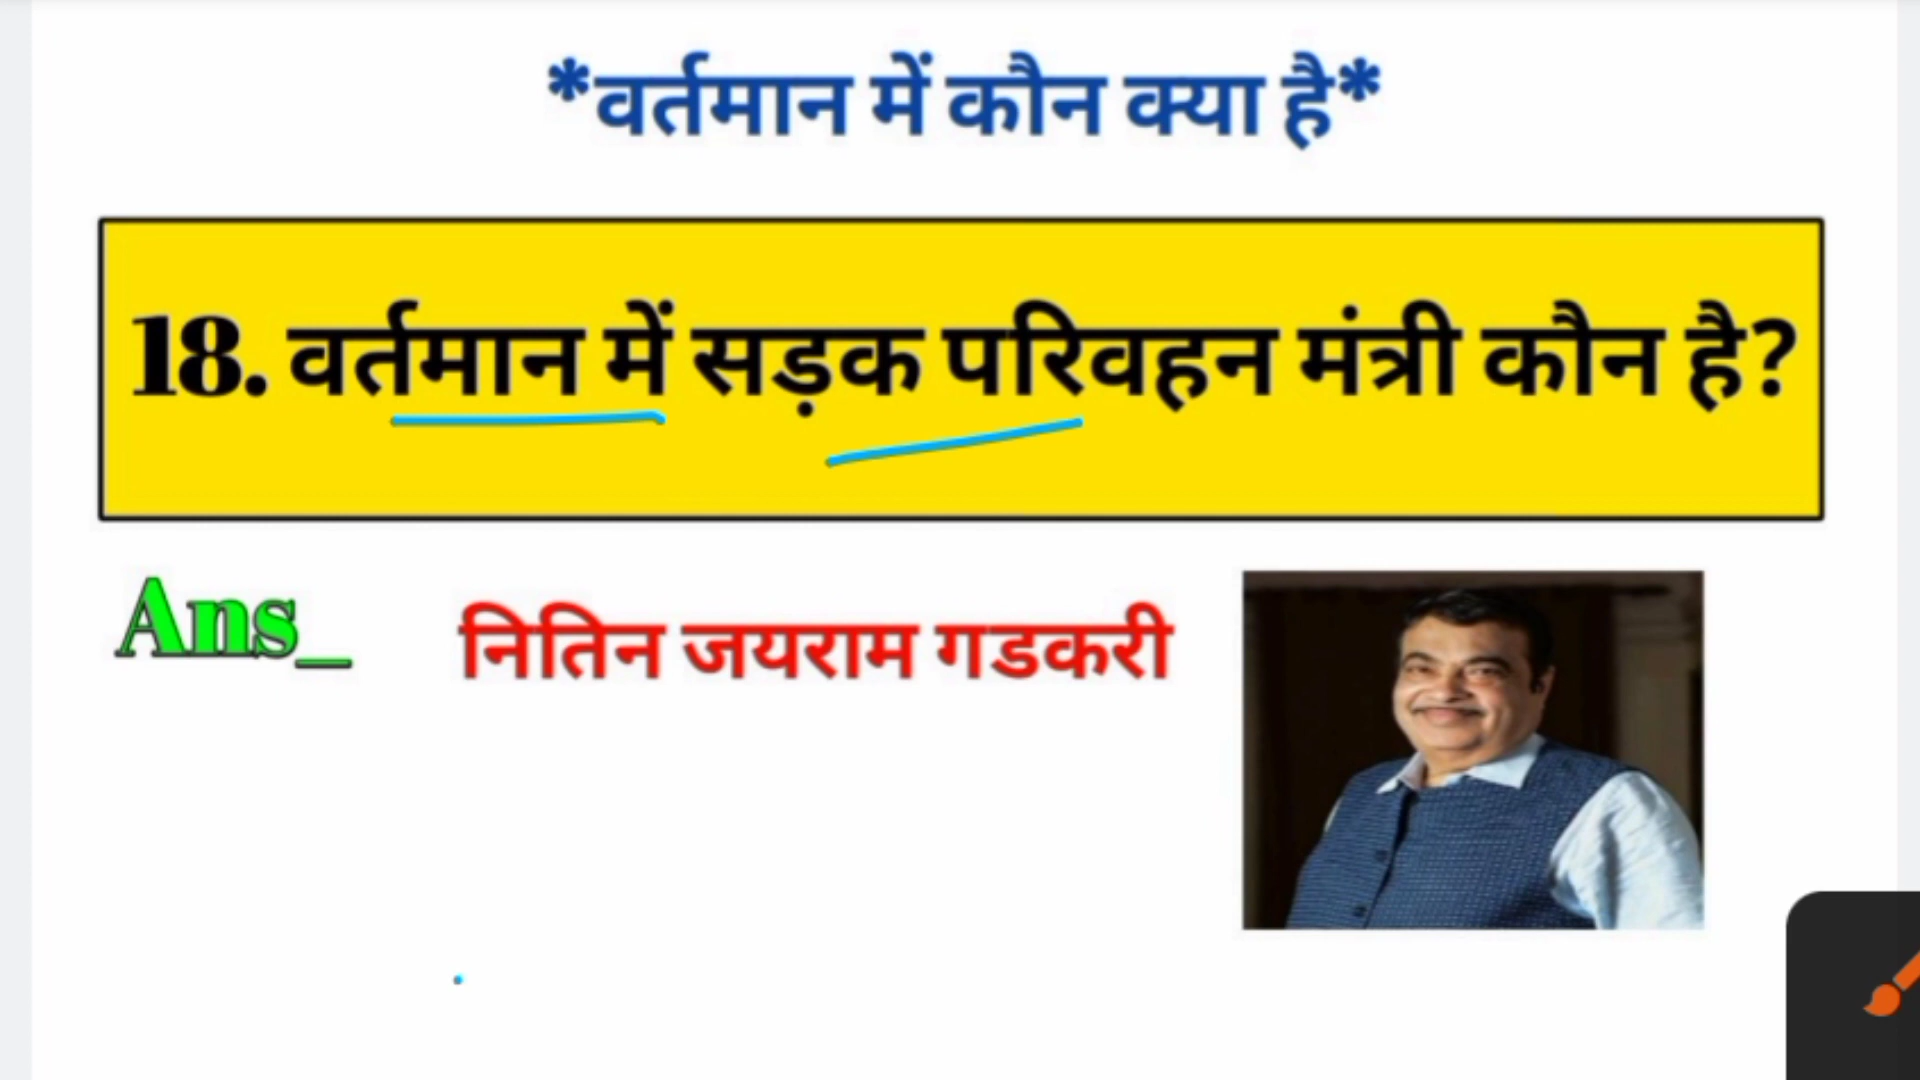 *वर्तमान में कौन क्या है*
18. वर्तमान में सड़क परिवहन मंत्री कौन है?
Ans_ नितिन जयराम गडकरी